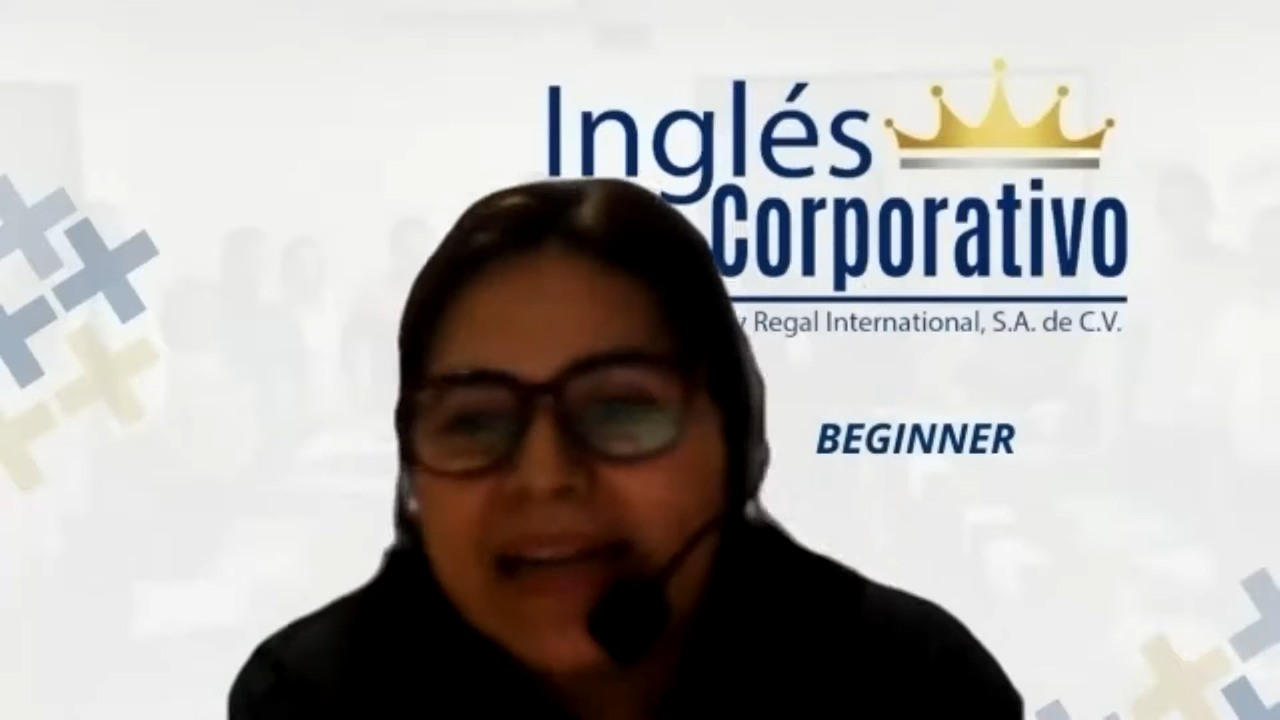 Inglés
Corporativo
y Regal International, S.A. de C.V.
BEGINNER